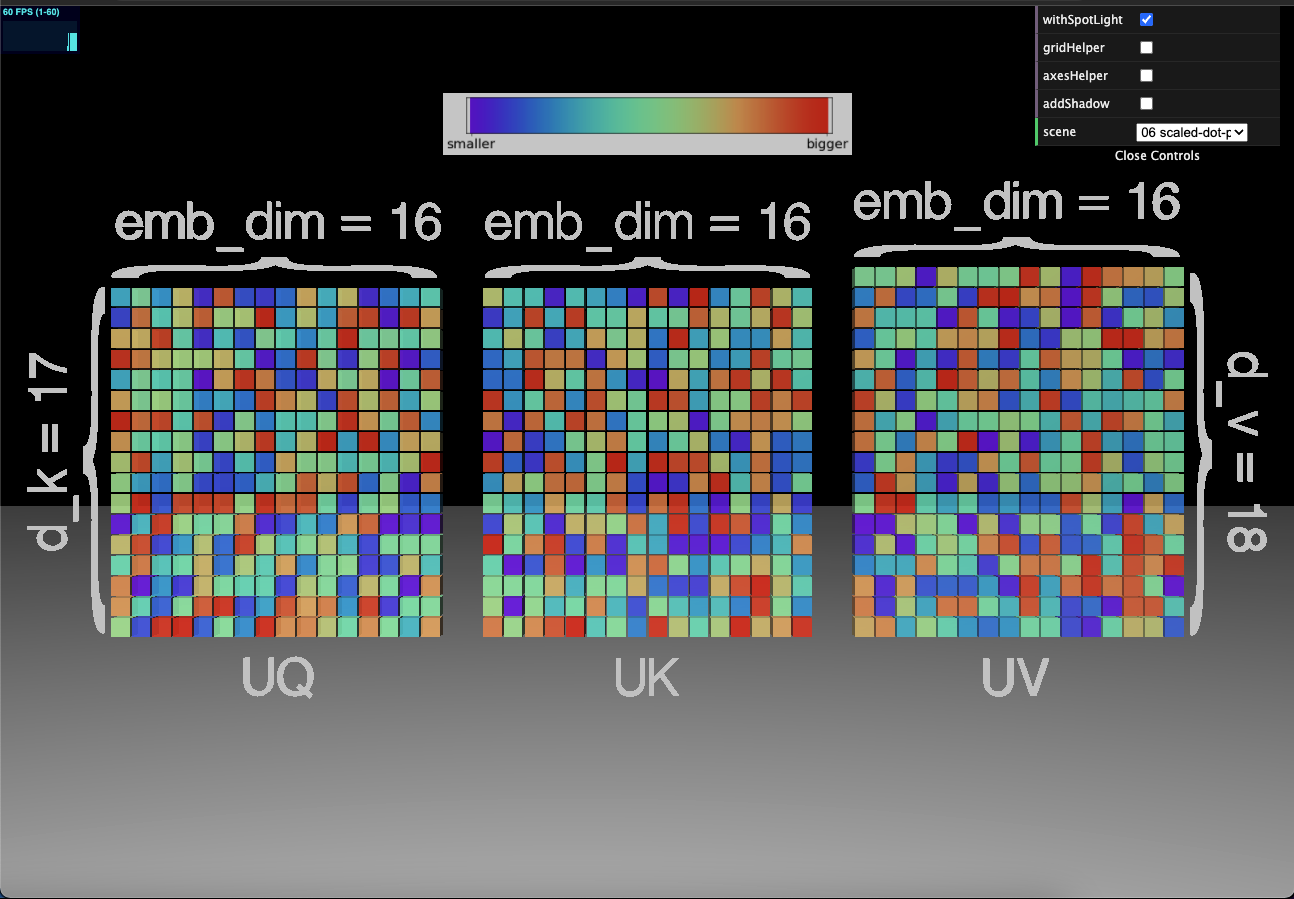 60 FPS (1-60)
withSpotLight
gridHelper
axesHelper
addShadow
scene
06 scaled-dot-p
Close Controls
smaller
bigger
emb_dim = 16
emb_dim = 16
emb_dim = 16
d_k = 17
d_v = 18
UQ
UK
UV